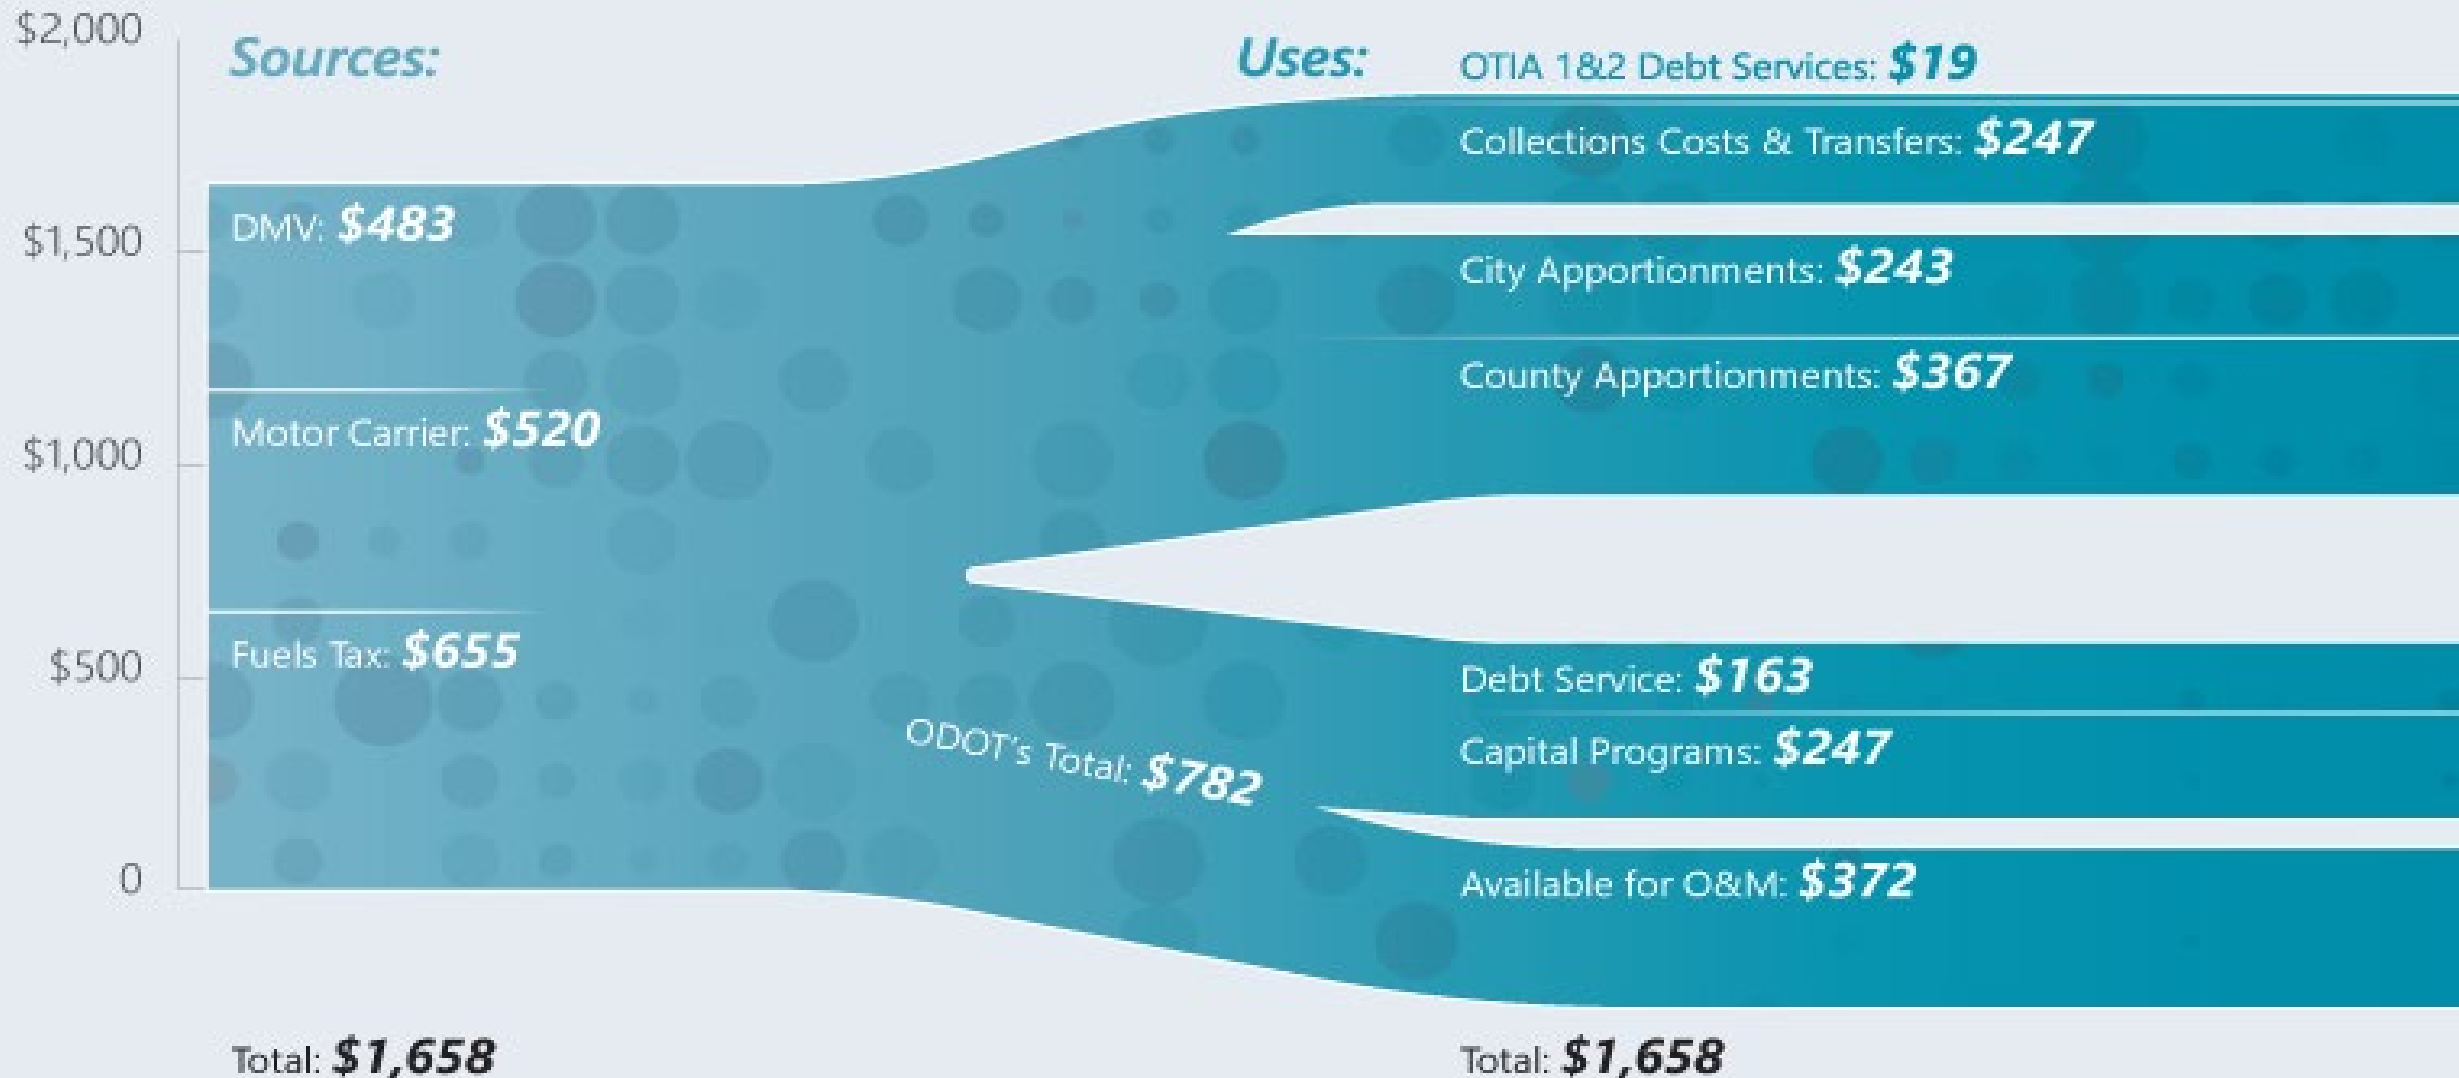 $2,000
$1,500
$1,000
$500
0
Sources:
DMV: $483
Motor Carrier: $520
Fuels Tax: $655
Total: $1,658
ODOT's Total: $782
Uses:
OTIA 1&2 Debt Services: $19
Collections Costs & Transfers: $247
City Apportionments: $243
County Apportionments: $367
Debt Service: $163
Capital Programs: $247
Available for O&M: $372
Total: $1,658